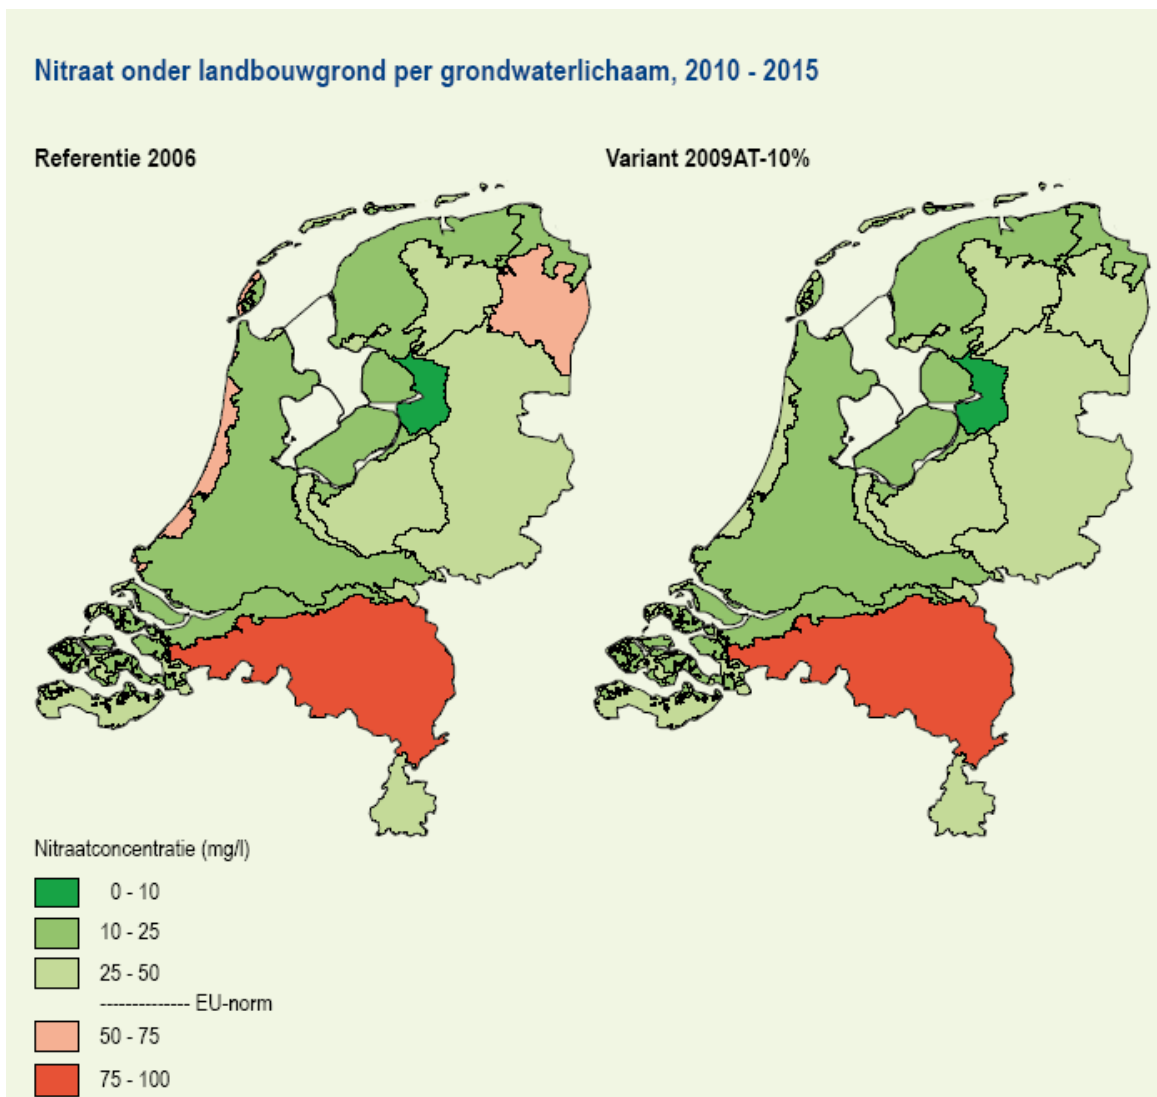 Nitraat onder landbouwgrond per grondwaterlichaam, 2010 - 2015
Referentie 2006
Variant 2009AT-10%
Nitraatconcentratie (mg/l)
0 - 10
10 - 25
25 - 50
-------------- EU-norm
50 - 75
75 - 100